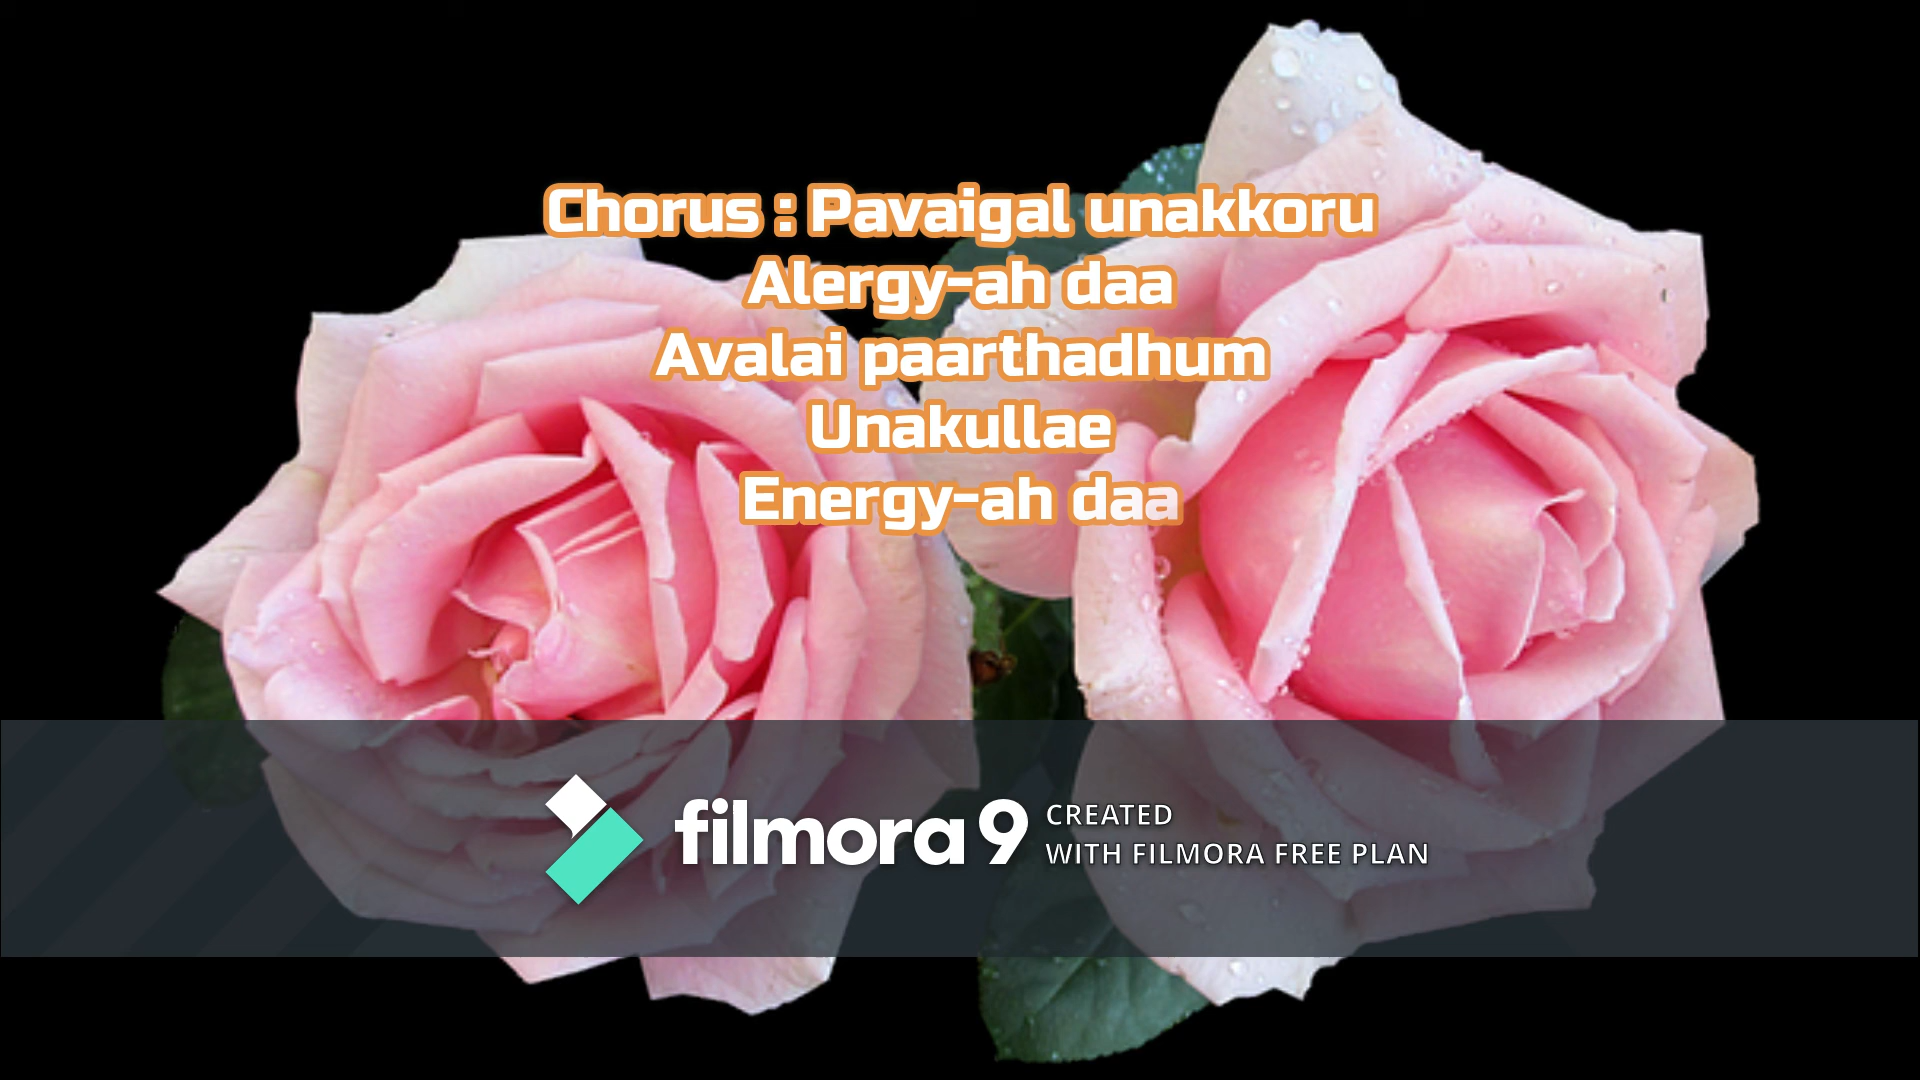 Chorus : Pavaigal unakkoru
Alergy-ah daa
Avalai paarthadhum
Unakullae
Energy-ah daa
filmora 9
CREATED
WITH FILMORA FREE PLAN